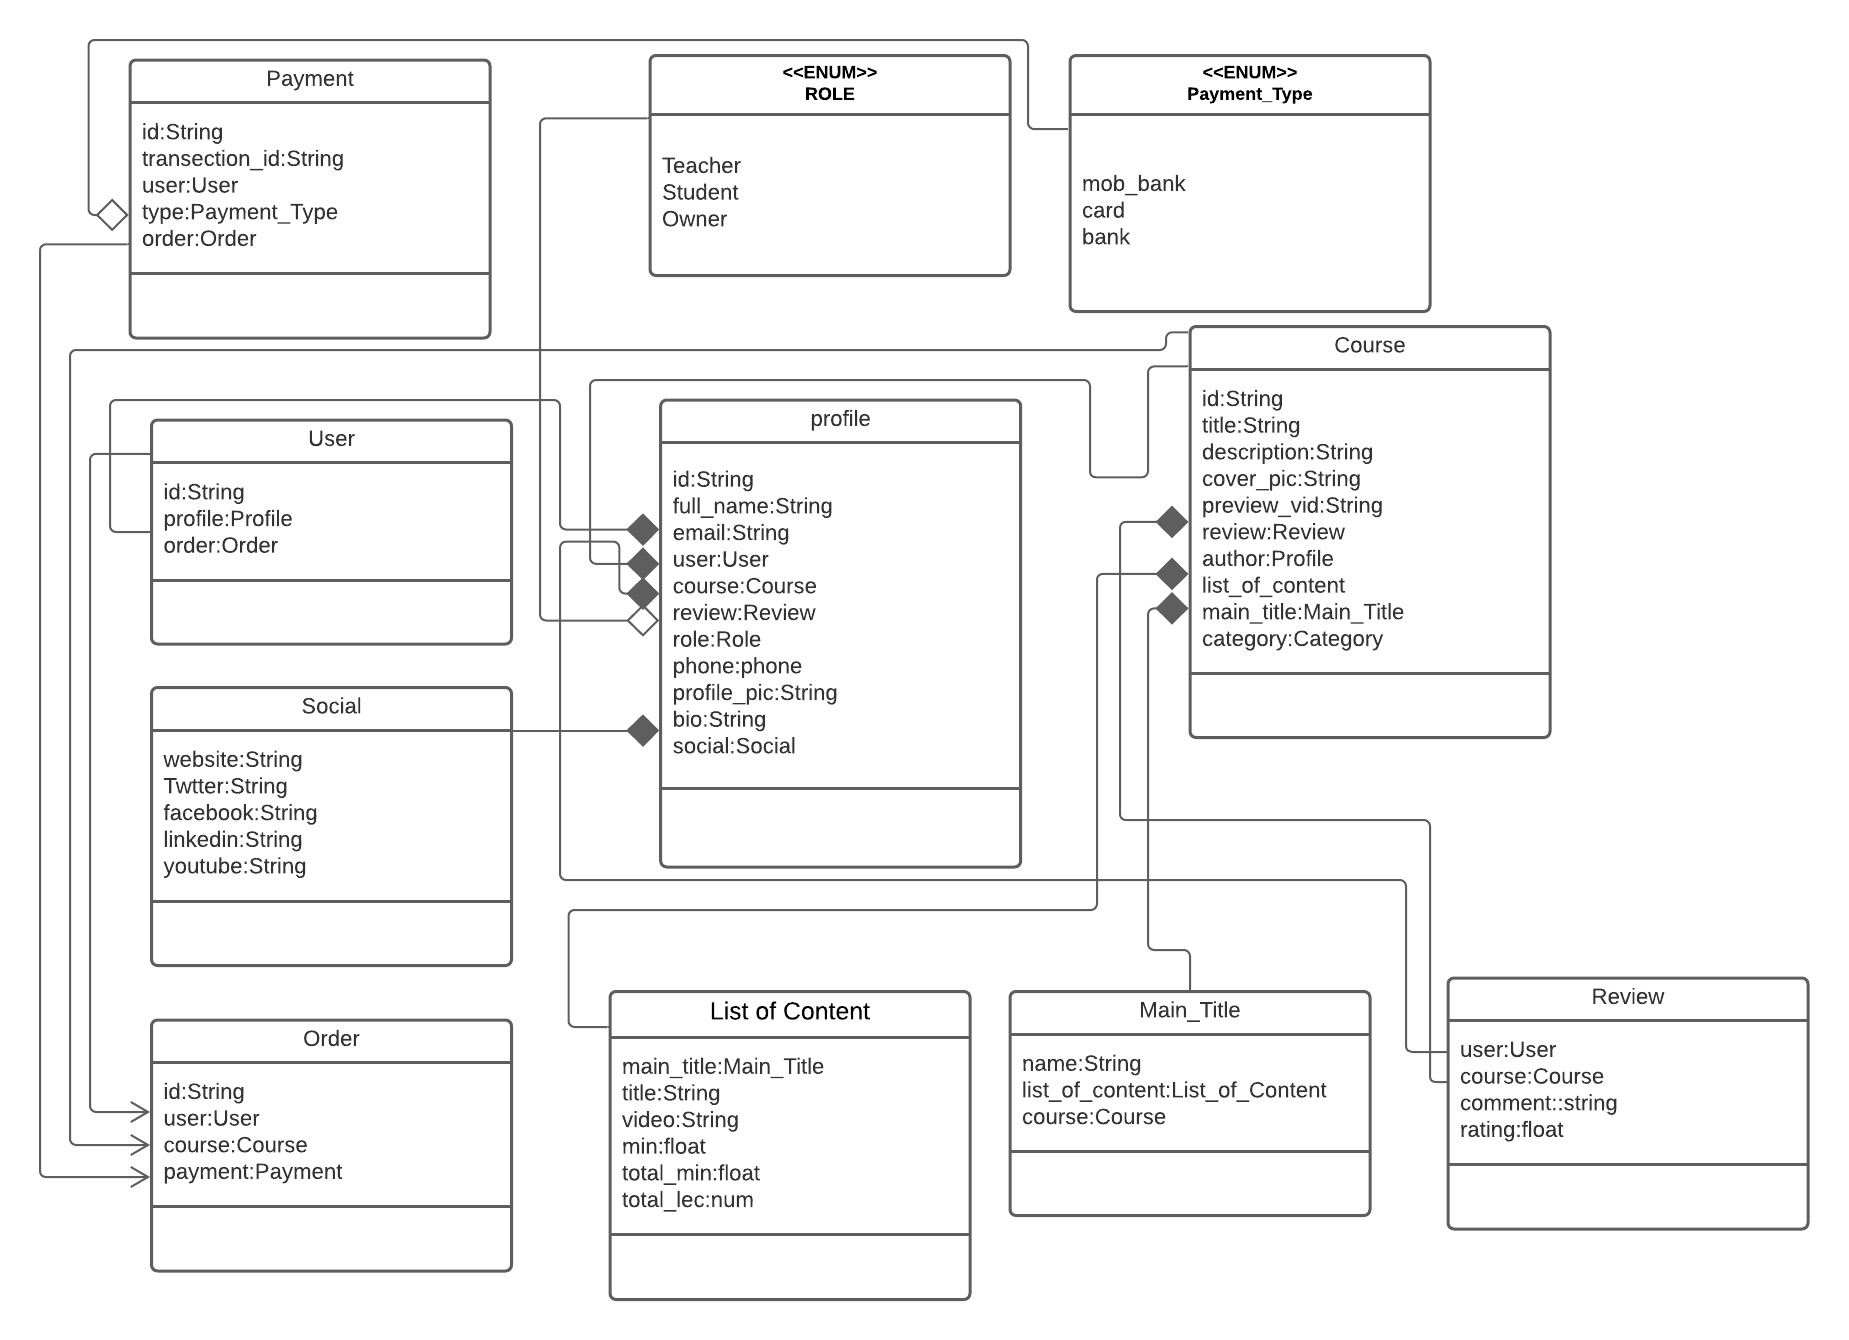 Payment
id:String
transection_id:String
user:User
type:Payment_Type
order:Order
<<ENUM>>
ROLE
Teacher
Student
Owner
<<ENUM>>
Payment_Type
mob_bank
card
bank
Course
id:String
title:String
description:String
cover_pic:String
preview_vid:String
review:Review
author:Profile
list_of_content
main_title:Main_Title
category:Category
User
id:String
profile:Profile
order:Order
profile
id:String
full_name:String
email:String
user:User
course:Course
review:Review
role:Role
phone:phone
profile_pic:String
bio:String
social:Social
Social
website:String
Twtter:String
facebook:String
linkedin:String
youtube:String
Order
id:String
user:User
course:Course
payment:Payment
List of Content
main_title:Main_Title
title:String
video:String
min:float
total_min:float
total_lec:num
Main_Title
name:String
list_of_content:List_of_Content
course:Course
Review
user:User
course:Course
comment::string
rating:float